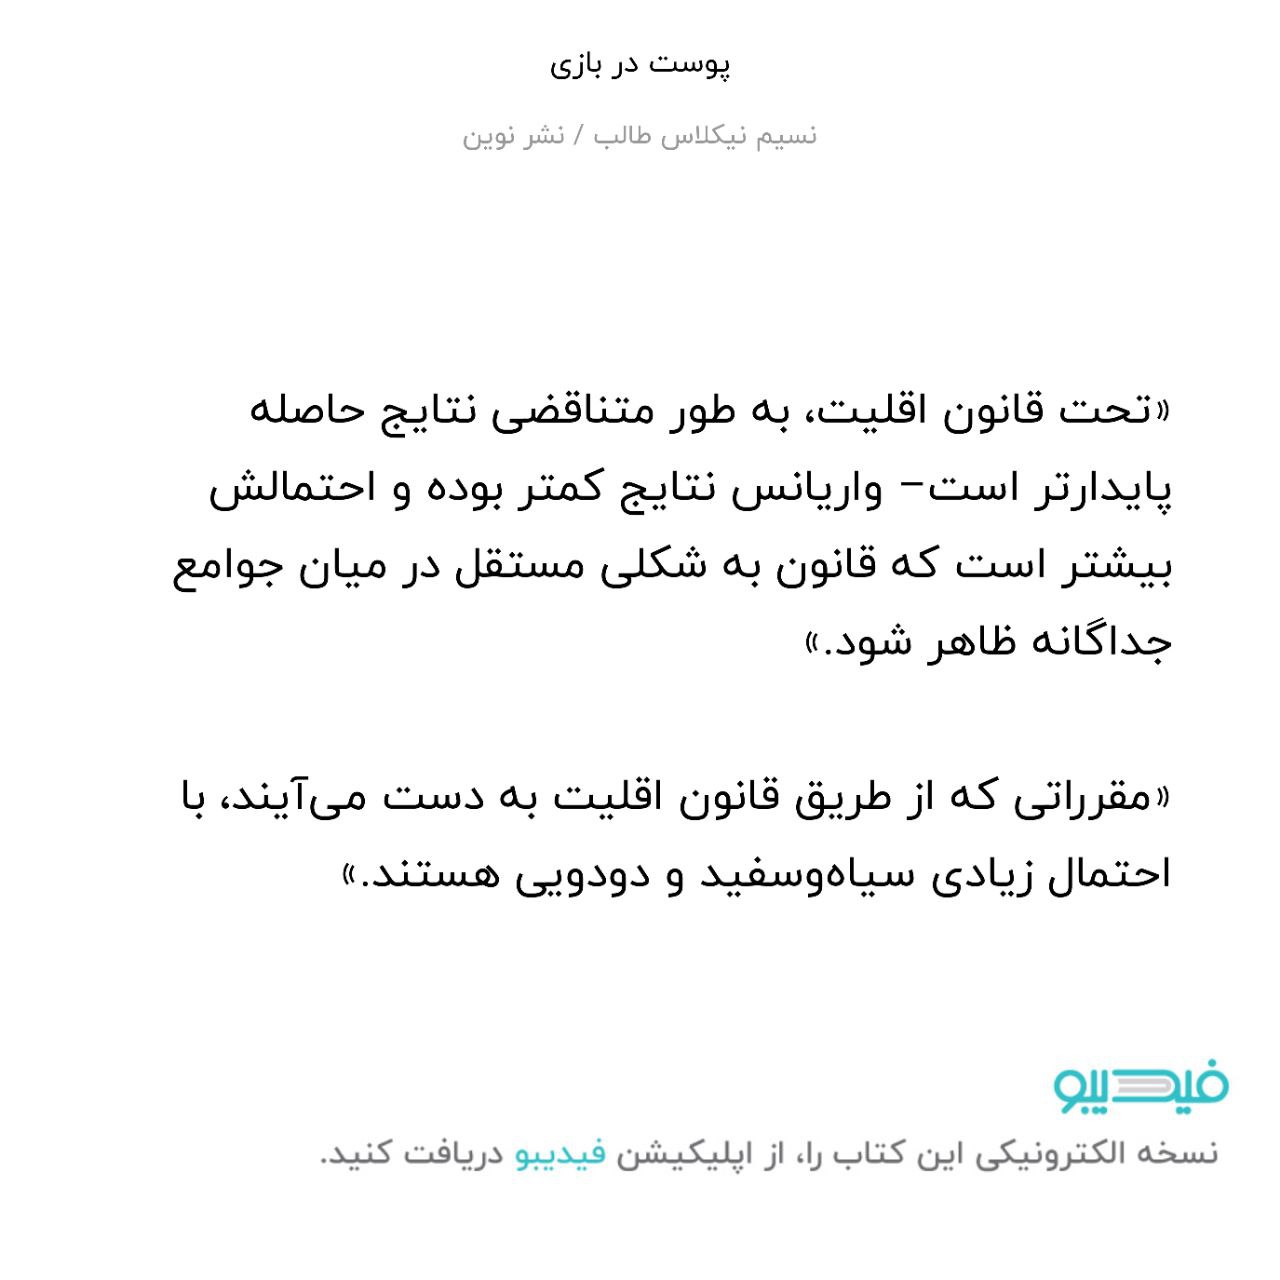 پوست در بازی
نسیم نیکلاس طالب / نشر نوین
«تحت قانون اقلیت، به طور متناقضی نتایج حاصله
پایدارتر است– واریانس نتایج کمتر بوده و احتمالش
بیشتر است که قانون به شکلی مستقل در میان جوامع
جداگانه ظاهر شود.»
«مقرراتی که از طریق قانون اقلیت به دست می‌آیند، با
احتمال زیادی سیاه‌وسفید و دودویی هستند.»
فیدیبو
نسخه الکترونیکی این کتاب را، از اپلیکیشن فیدیبو دریافت کنید.